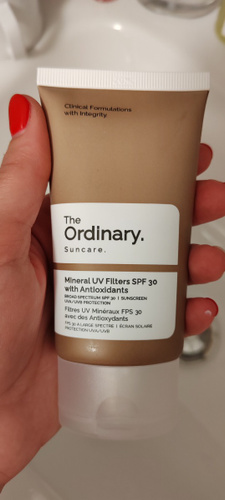 Clinical Formulations
with Integrity.
The
Ordinary.
Suncare.
Mineral UV Filters SPF 30
with Antioxidants
BROAD SPECTRUM SPF 30 | SUNSCREEN
UVA/UVB PROTECTION
Filtres UV Minéraux FPS 30
avec des Antioxydants
FPS 30 À LARGE SPECTRE | ÉCRAN SOLAIRE
PROTECTION UVA/UVB